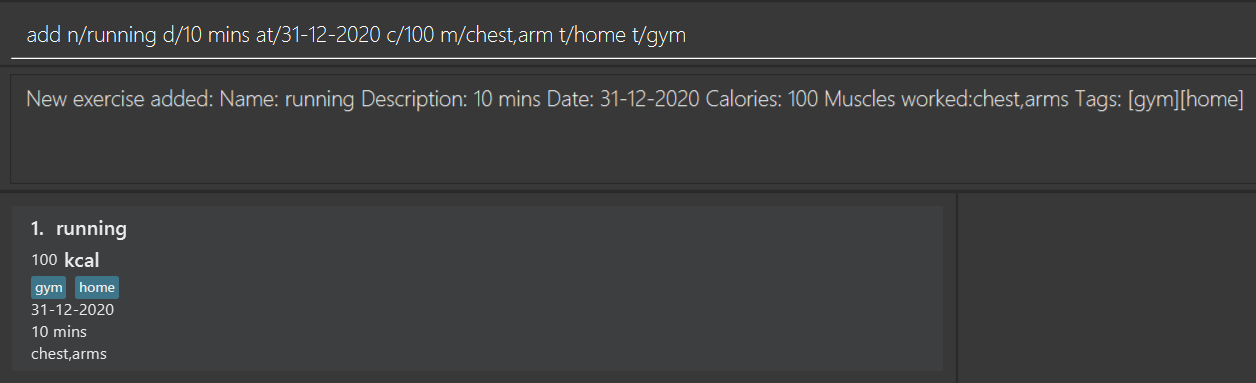 add n/running d/10 mins at/31-12-2020 c/100 m/chest,arm t/home t/gym
New exercise added: Name: running Description: 10 mins Date: 31-12-2020 Calories: 100 Muscles worked:chest,arms Tags: [gym][home]
1. running
100 kcal
gym home
31-12-2020
10 mins
chest,arms